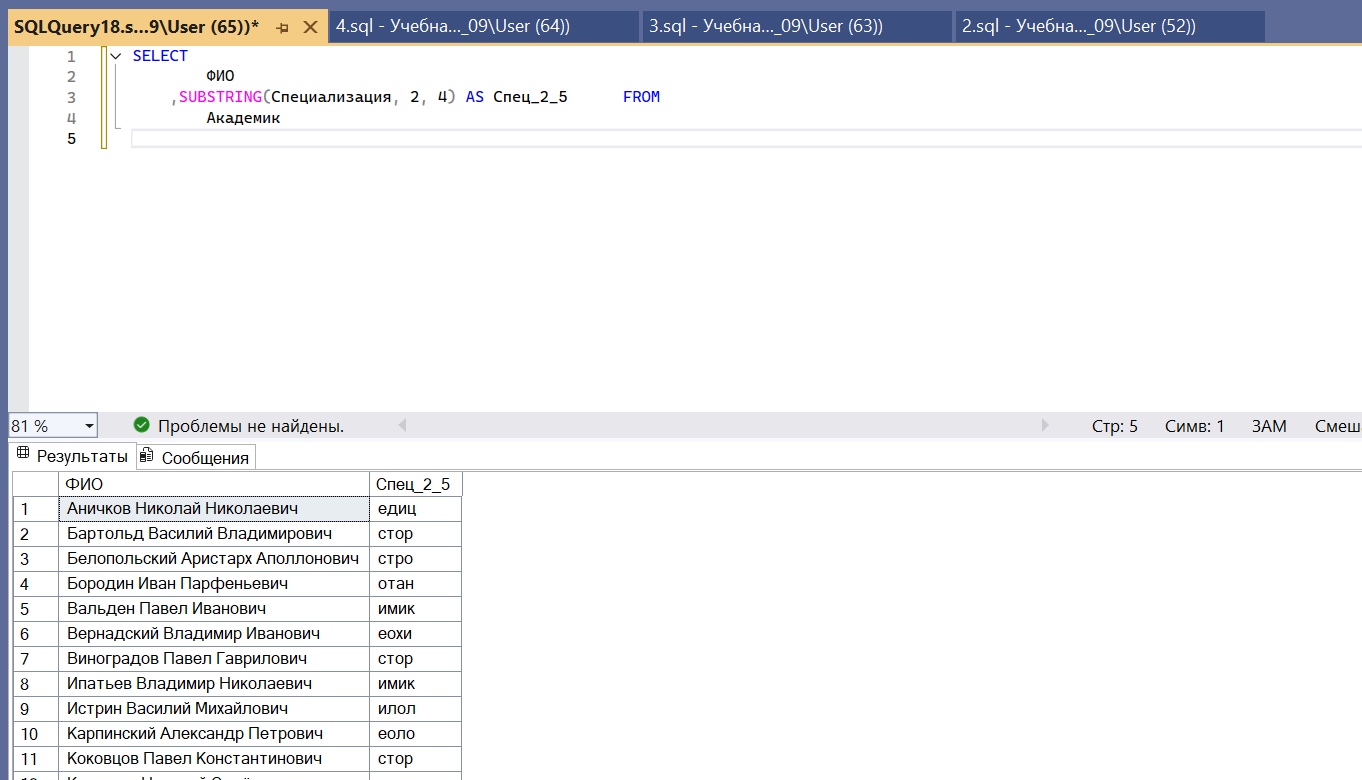 SQLQuery18.s...9\User (65))* 4.sql - Учебна..._09\User (64)) 3.sql - Учебна..._09\User (63)) 2.sql - Учебна..._09\User (52))
1 SELECT
2 ФИО
3 ,SUBSTRING(Специализация, 2, 4) AS Спец_2_5 FROM
4 Академик
5
81 % Проблемы не найдены. Стр: 5 Симв: 1 ЗАМ Смеш
Результаты Сообщения
ФИО Спец_2_5
1 Аничков Николай Николаевич едиц
2 Бартольд Василий Владимирович стор
3 Белопольский Аристарх Аполлонович стро
4 Бородин Иван Парфеньевич отан
5 Вальден Павел Иванович имик
6 Вернадский Владимир Иванович еохи
7 Виноградов Павел Гаврилович стор
8 Ипатьев Владимир Николаевич имик
9 Истрин Василий Михайлович илол
10 Карпинский Александр Петрович еоло
11 Коковцов Павел Константинович стор